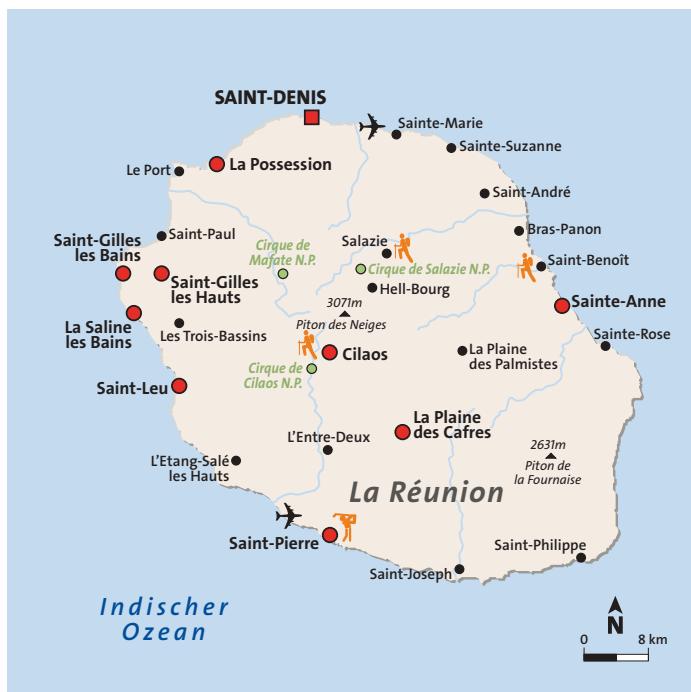 SAINT-DENIS
Sainte-Marie
Sainte-Suzanne
La Possession
Le Port
Saint-André
Bras-Panon
Saint-Paul
Saint-Gilles
les Bains
Cirque de
Mafate N.P.
Salazie
Saint-Benoît
Cirque de Salazie N.P.
Saint-Gilles
les Hauts
Hell-Bourg
Sainte-Anne
3071m
Piton des Neiges
La Saline
les Bains
Les Trois-Bassins
Sainte-Rose
Cilaos
La Plaine
des Palmistes
Cirque de
Cilaos N.P.
Saint-Leu
La Plaine
des Cafres
L'Entre-Deux
2631m
Piton de
la Fournaise
L'Etang-Salé
les Hauts
La Réunion
Saint-Pierre
Saint-Philippe
Saint-Joseph
Indischer
Ozean
N
0 8 km